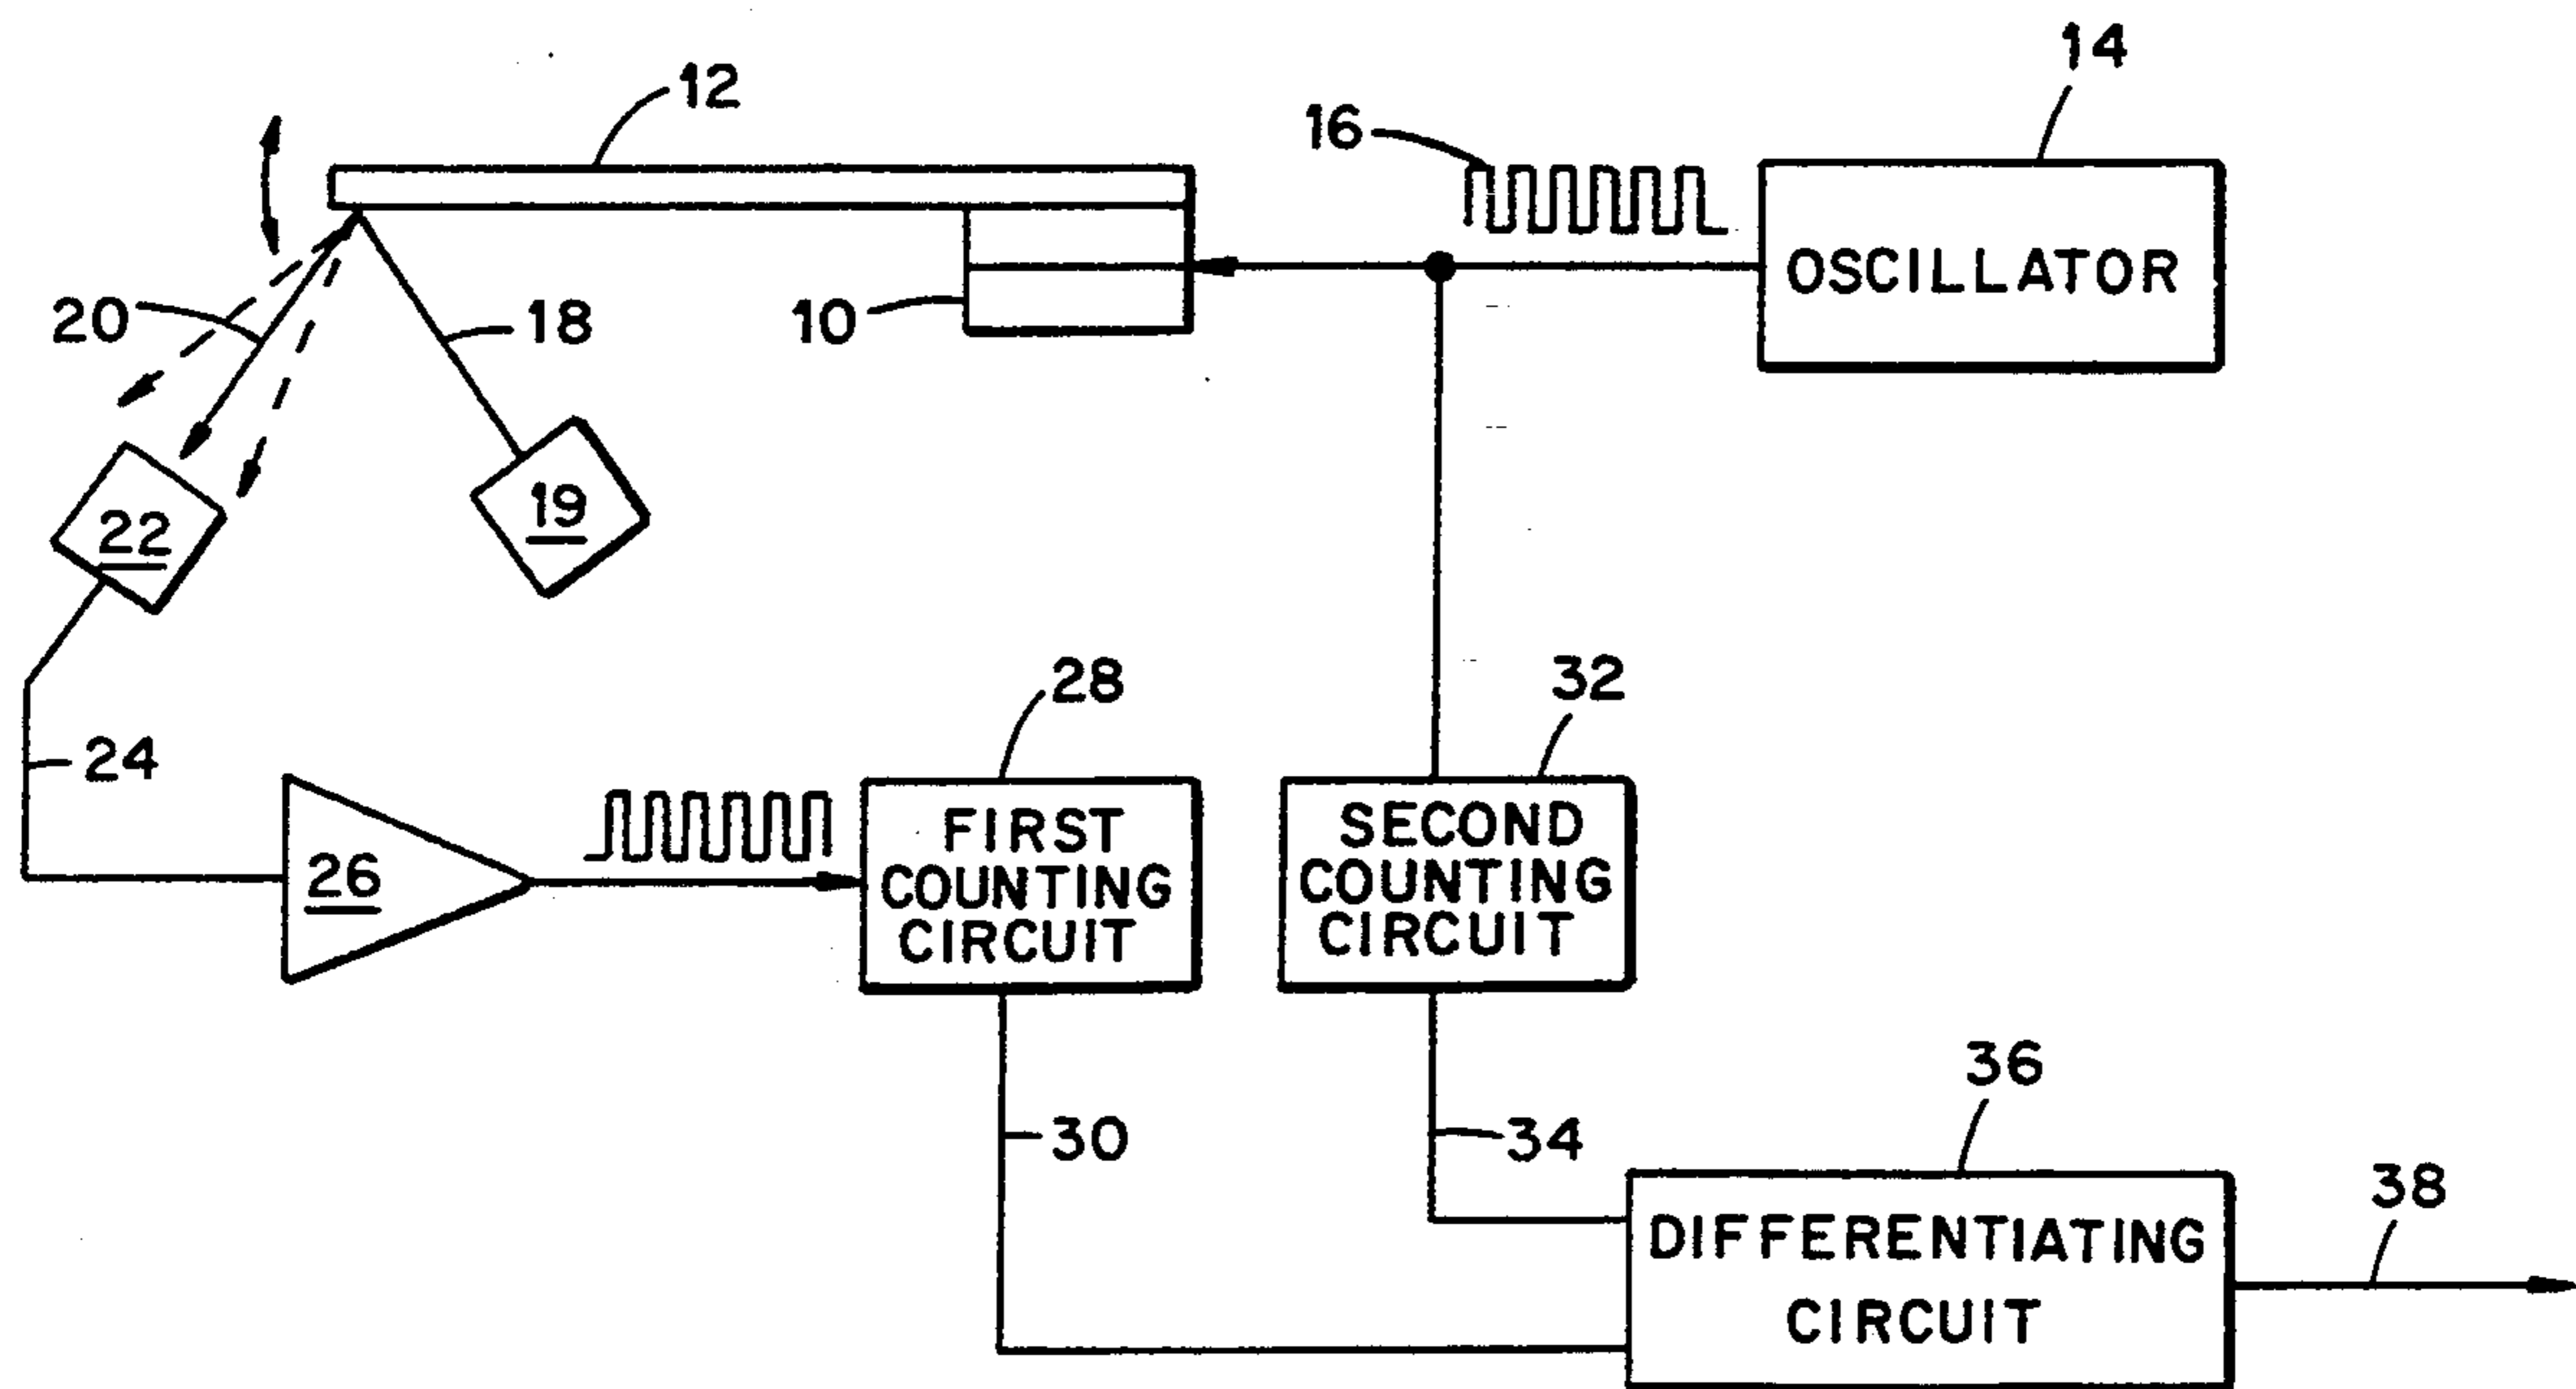 14
12
16
OSCILLATOR
20
18
10
19
22
28
32
24
FIRST
COUNTING
CIRCUIT
SECOND
COUNTING
CIRCUIT
26
36
30
34
38
DIFFERENTIATING
CIRCUIT